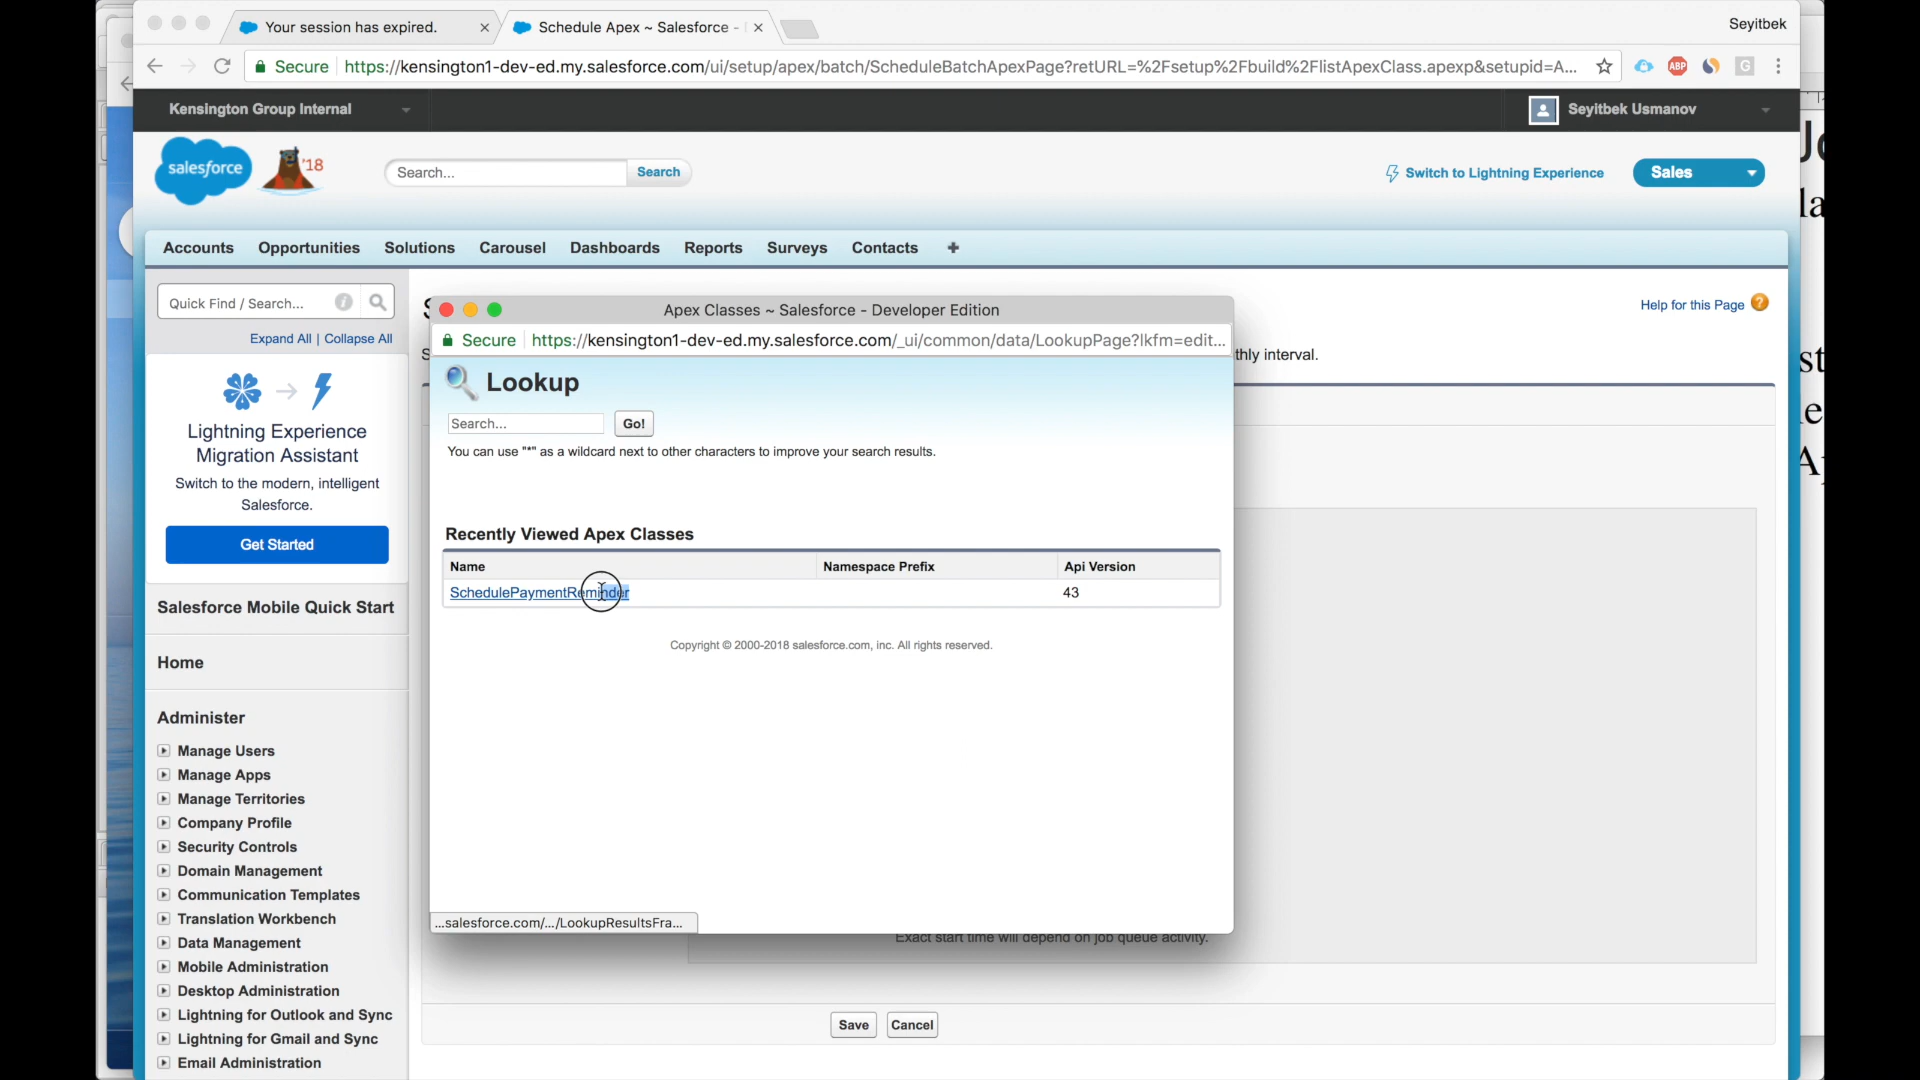 Your session has expired.
Schedule Apex ~ Salesforce -
Seyitbek
Secure
https://kensington1-dev-ed.my.salesforce.com/ui/setup/apex/batch/ScheduleBatchApexPage?retURL=%2Fsetup%2Fbuild%2FlistApexClass.apexp&setupid=A...
ABP
G
Kensington Group Internal
Seyitbek Usmanov
salesforce
'18
Search...
Search
Switch to Lightning Experience
Sales
Accounts
Opportunities
Solutions
Carousel
Dashboards
Reports
Surveys
Contacts
+
Quick Find / Search...
Expand All | Collapse All
Lightning Experience
Migration Assistant
Switch to the modern, intelligent
Salesforce.
Get Started
Salesforce Mobile Quick Start
Home
Administer
Manage Users
Manage Apps
Manage Territories
Company Profile
Security Controls
Domain Management
Communication Templates
Translation Workbench
Data Management
Mobile Administration
Desktop Administration
Lightning for Outlook and Sync
Lightning for Gmail and Sync
Email Administration
Help for this Page
?
thly interval.
Apex Classes ~ Salesforce - Developer Edition
Secure
https://kensington1-dev-ed.my.salesforce.com/_ui/common/data/LookupPage?lkfm=edit...
Lookup
Search...
Go!
You can use "*" as a wildcard next to other characters to improve your search results.
Recently Viewed Apex Classes
Name
Namespace Prefix
Api Version
SchedulePaymentReminder
43
Copyright © 2000-2018 salesforce.com, inc. All rights reserved.
...salesforce.com/.../LookupResultsFra...
Exact start time will depend on job queue activity.
Save
Cancel